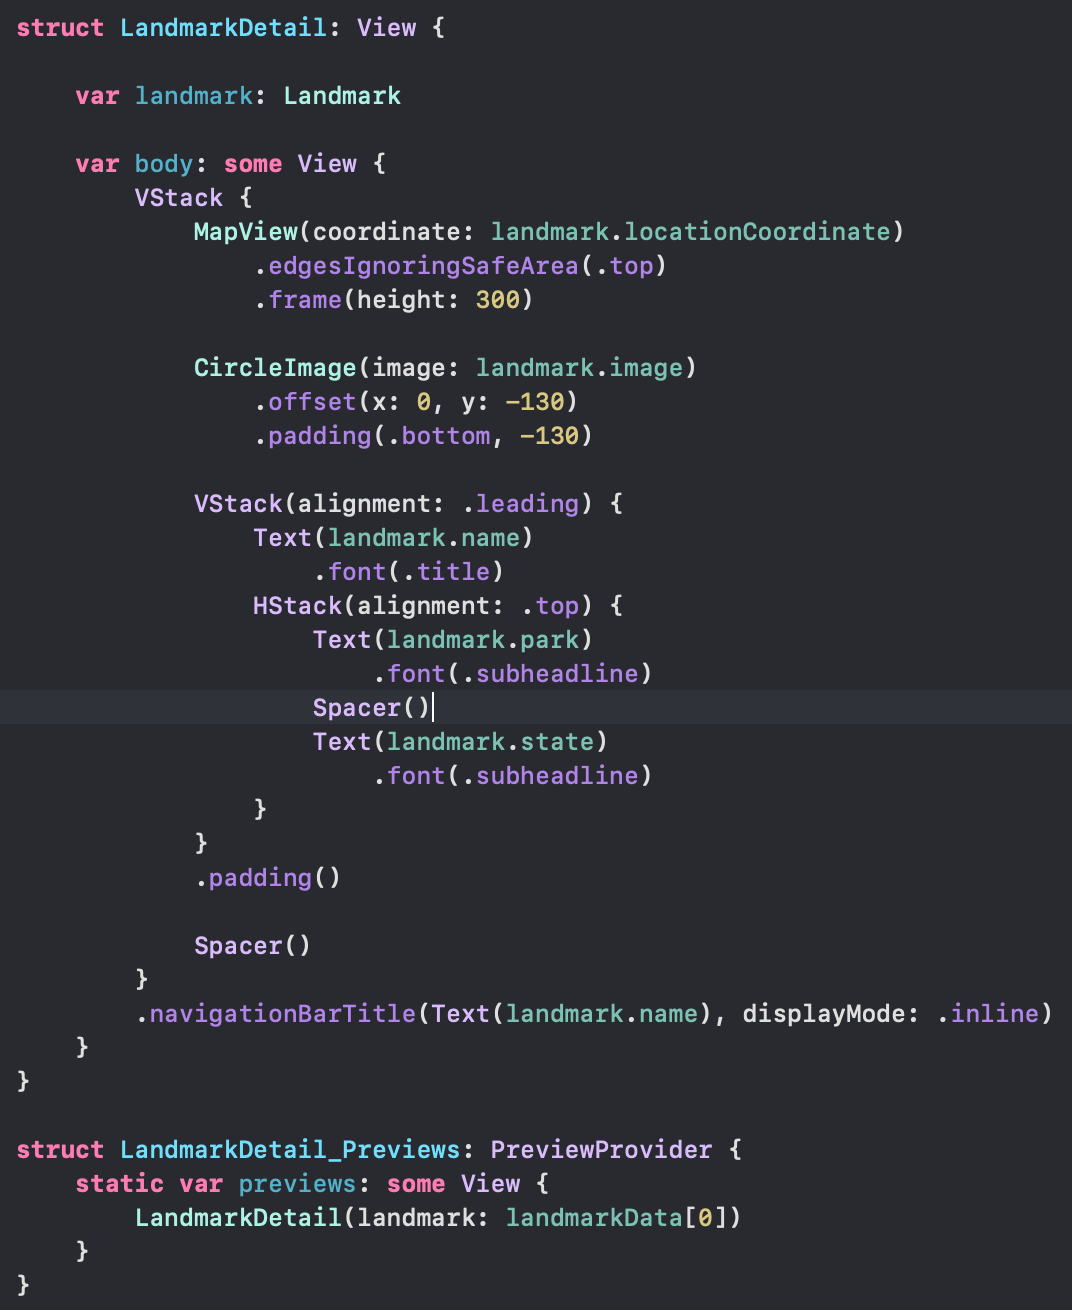 struct LandmarkDetail: View {
    var landmark: Landmark
    var body: some View {
        VStack {
            MapView(coordinate: landmark.locationCoordinate)
                .edgesIgnoringSafeArea(.top)
                .frame(height: 300)
            CircleImage(image: landmark.image)
                .offset(x: 0, y: -130)
                .padding(.bottom, -130)
            VStack(alignment: .leading) {
                Text(landmark.name)
                    .font(.title)
                HStack(alignment: .top) {
                    Text(landmark.park)
                        .font(.subheadline)
                    Spacer()
                    Text(landmark.state)
                        .font(.subheadline)
                }
            }
            .padding()
            Spacer()
        }
        .navigationBarTitle(Text(landmark.name), displayMode: .inline)
    }
}
struct LandmarkDetail_Previews: PreviewProvider {
    static var previews: some View {
        LandmarkDetail(landmark: landmarkData[0])
    }
}